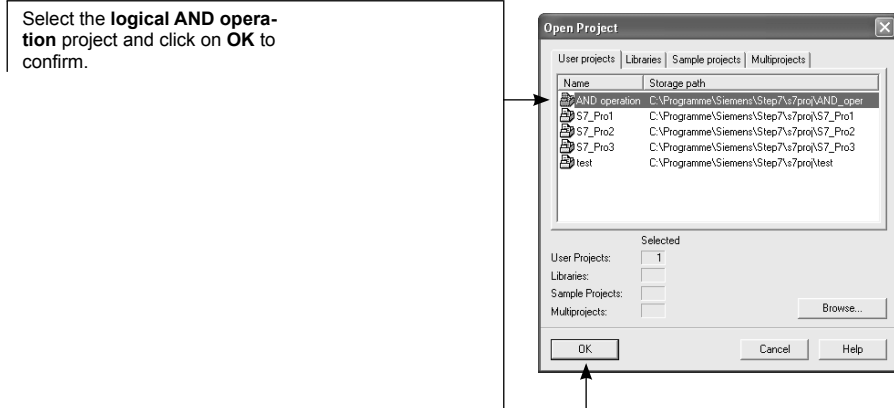 Select the logical AND opera-
tion project and click on OK to
confirm.
Open Project
User projects Libraries Sample projects Multiprojects
Name Storage path
AND operation C:\Programme\Siemens\Step7\s7proj\AND_oper
S7_Pro1 C:\Programme\Siemens\Step7\s7proj\S7_Pro1
S7_Pro2 C:\Programme\Siemens\Step7\s7proj\S7_Pro2
S7_Pro3 C:\Programme\Siemens\Step7\s7proj\S7_Pro3
test C:\Programme\Siemens\Step7\s7proj\test
Selected
User Projects: 1
Libraries:
Sample Projects:
Multiprojects:
Browse...
OK Cancel Help